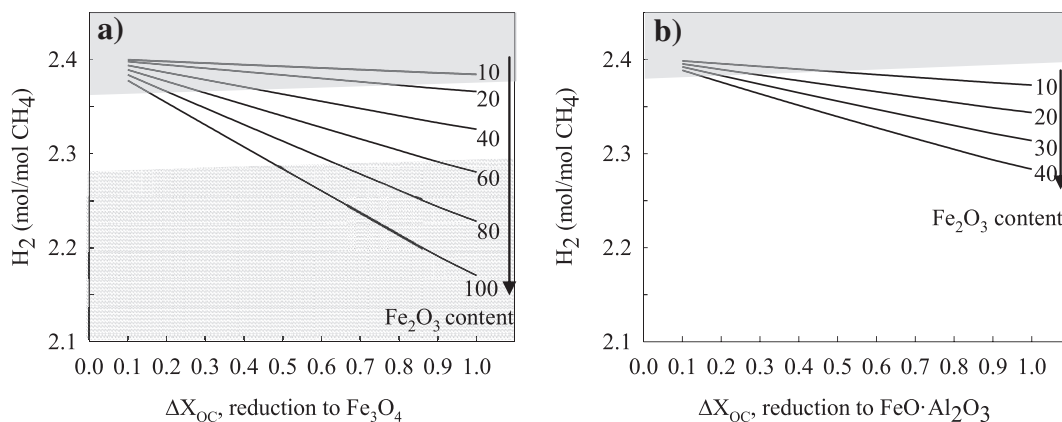 a)
H₂ (mol/mol CH₄)
2.4
2.3
2.2
2.1
10
20
40
60
80
100
Fe₂O₃ content
0.0 0.1 0.2 0.3 0.4 0.5 0.6 0.7 0.8 0.9 1.0
ΔX_OC, reduction to Fe₃O₄
b)
H₂ (mol/mol CH₄)
2.4
2.3
2.2
2.1
10
20
30
40
Fe₂O₃ content
0.0 0.1 0.2 0.3 0.4 0.5 0.6 0.7 0.8 0.9 1.0
ΔX_OC, reduction to FeO·Al₂O₃